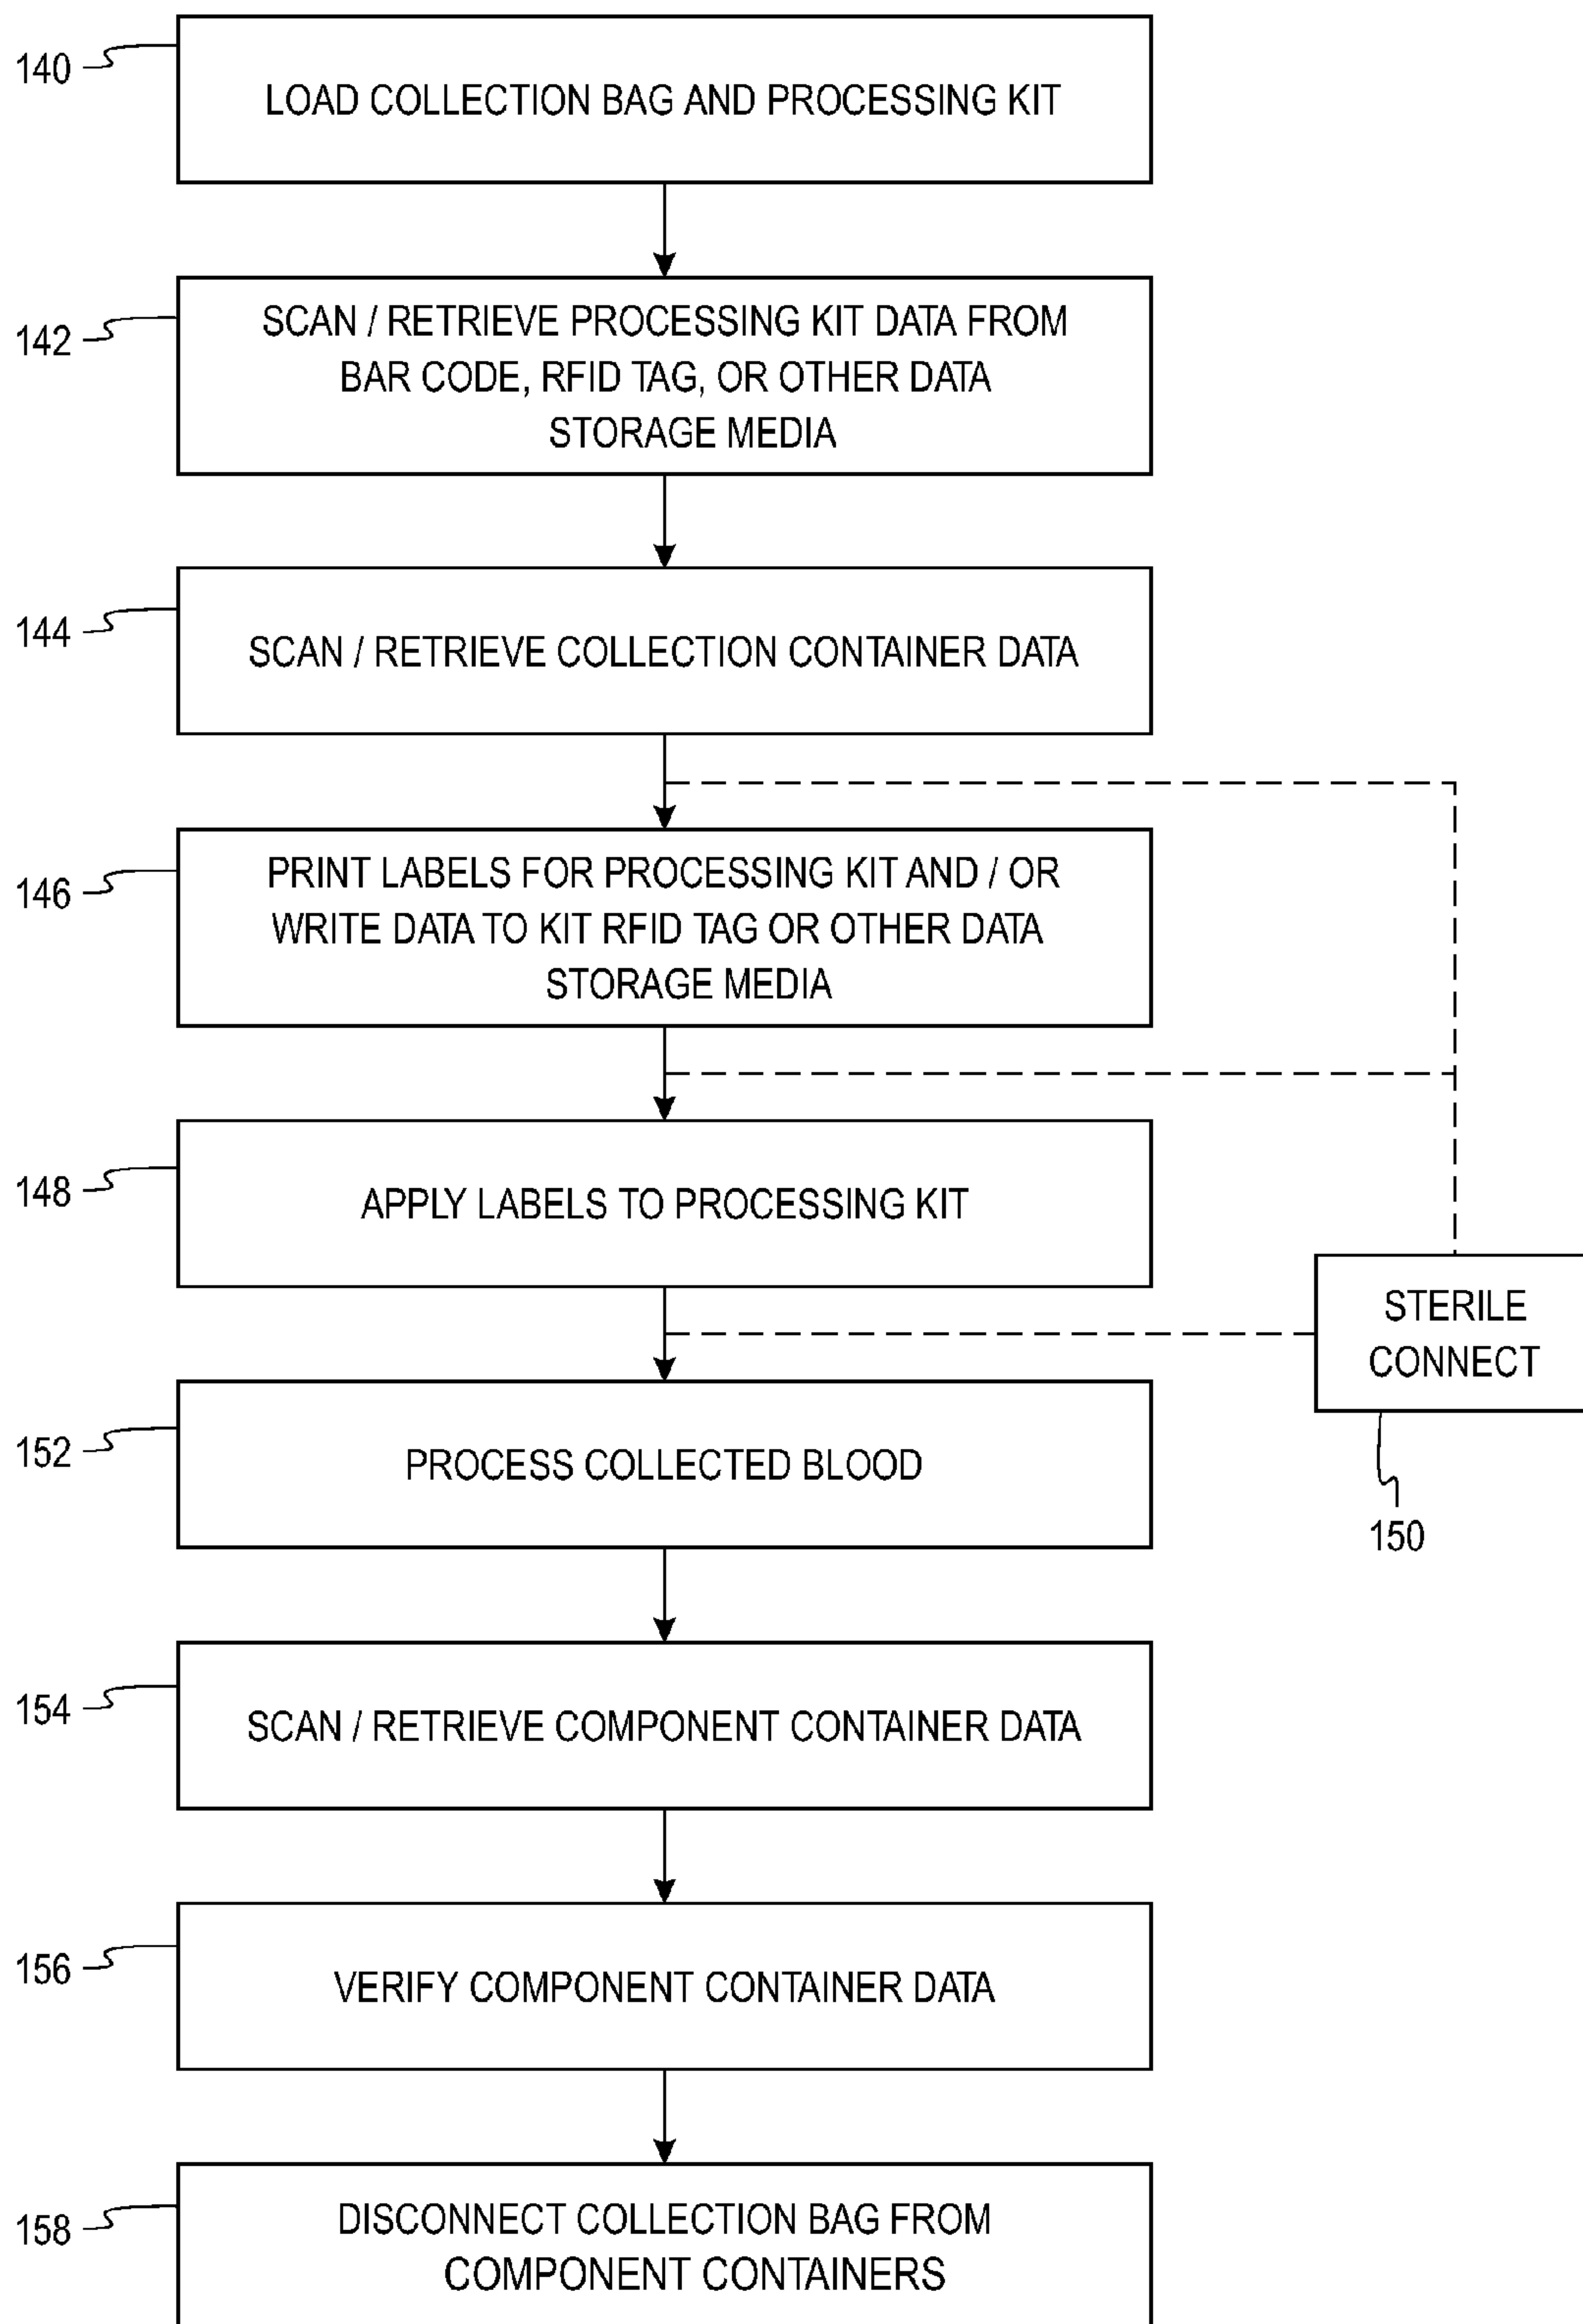 140
LOAD COLLECTION BAG AND PROCESSING KIT
142
SCAN / RETRIEVE PROCESSING KIT DATA FROM
BAR CODE, RFID TAG, OR OTHER DATA
STORAGE MEDIA
144
SCAN / RETRIEVE COLLECTION CONTAINER DATA
146
PRINT LABELS FOR PROCESSING KIT AND / OR
WRITE DATA TO KIT RFID TAG OR OTHER DATA
STORAGE MEDIA
148
APPLY LABELS TO PROCESSING KIT
STERILE
CONNECT
150
152
PROCESS COLLECTED BLOOD
154
SCAN / RETRIEVE COMPONENT CONTAINER DATA
156
VERIFY COMPONENT CONTAINER DATA
158
DISCONNECT COLLECTION BAG FROM
COMPONENT CONTAINERS